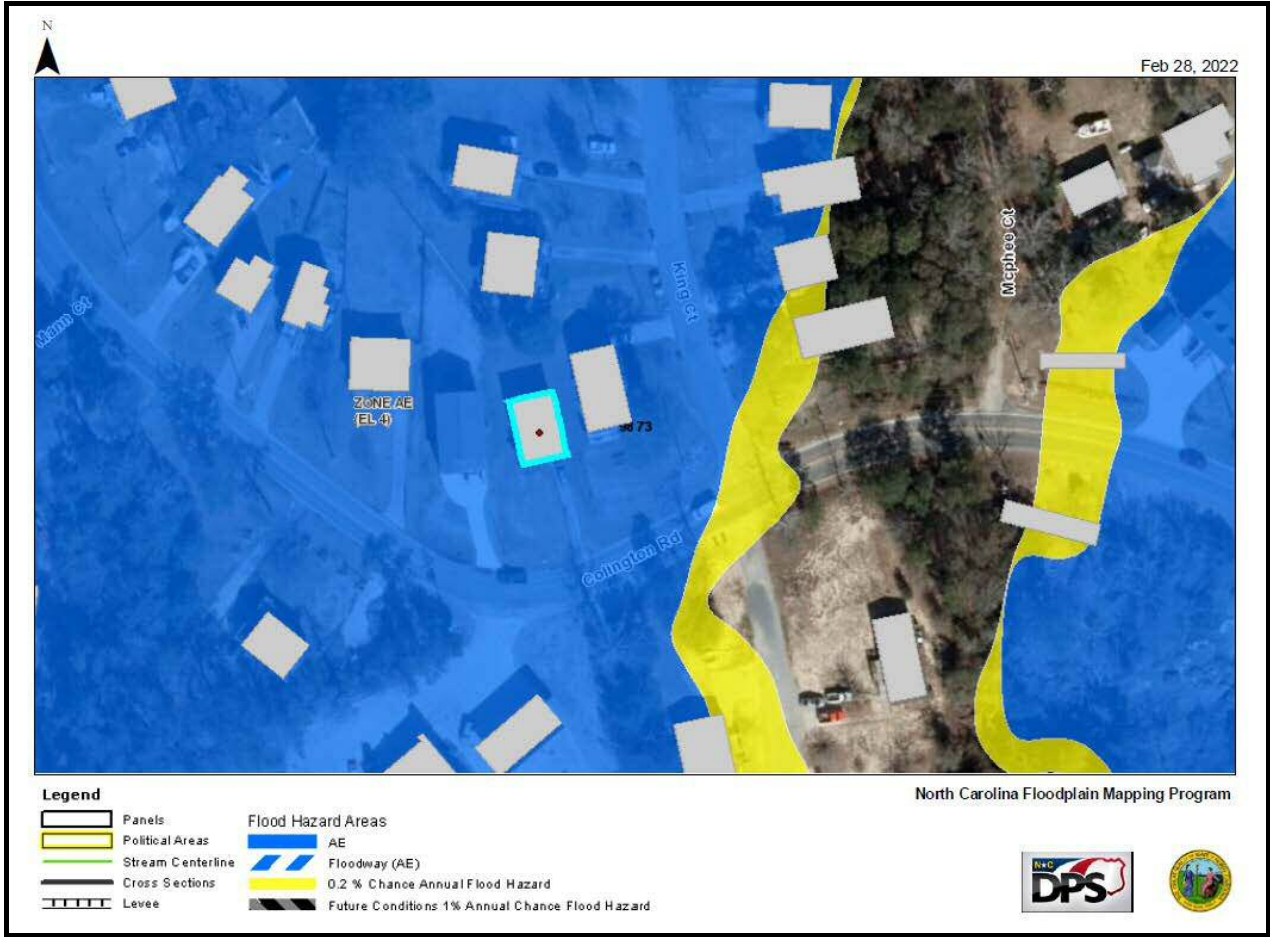 N
Feb 28, 2022
Mann Ct
King Ct
Mcphee Ct
ZONE AE
(EL 4)
9873
Colington Rd
Legend
Panels
Political Areas
Stream Centerline
Cross Sections
Levee
Flood Hazard Areas
AE
Floodway (AE)
0.2 % Chance Annual Flood Hazard
Future Conditions 1% Annual Chance Flood Hazard
North Carolina Floodplain Mapping Program
N*C
DPS